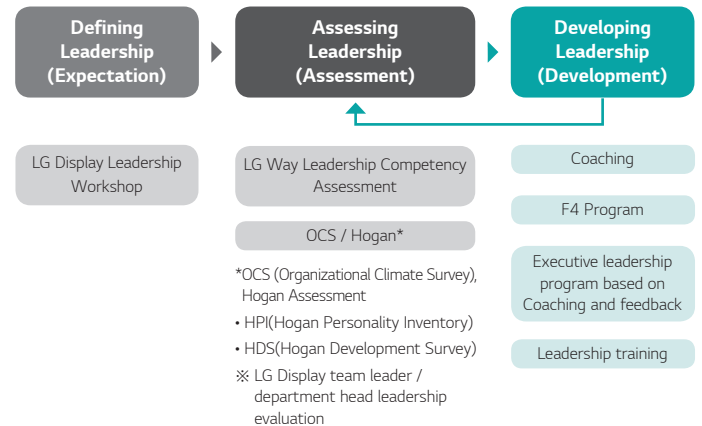 Defining
Leadership
(Expectation)
Assessing
Leadership
(Assessment)
Developing
Leadership
(Development)
LG Display Leadership
Workshop
LG Way Leadership Competency
Assessment
OCS / Hogan*
*OCS (Organizational Climate Survey),
Hogan Assessment
• HPI(Hogan Personality Inventory)
• HDS(Hogan Development Survey)
※ LG Display team leader /
department head leadership
evaluation
Coaching
F4 Program
Executive leadership
program based on
Coaching and feedback
Leadership training